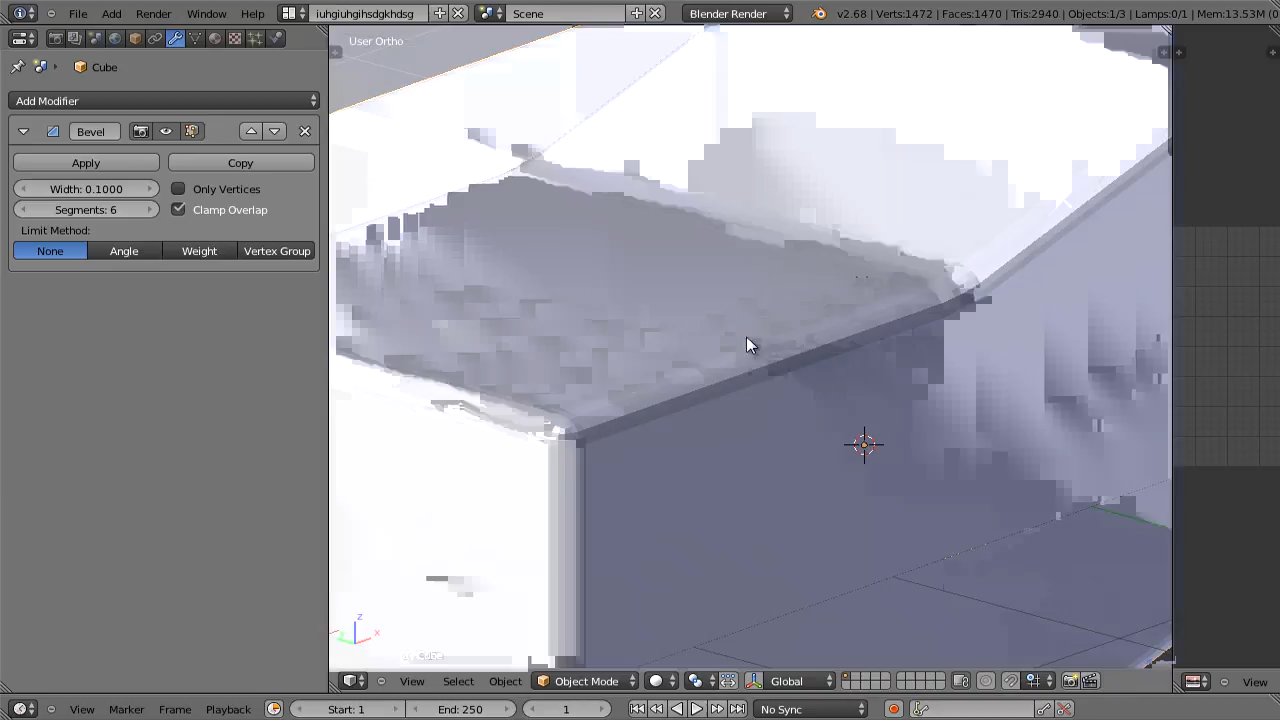 File Add Render Window Help iuhgiuhgihsdgkhdsg Scene Blender Render v2.68 | Verts:1472 | Faces:1470 | Tris:2940 | Objects:1/3 | Lamps:0/1 | Mem:13.53M (0
User Ortho
Cube
Add Modifier
Bevel
Apply Copy
Width: 0.1000 Only Vertices
Segments: 6 Clamp Overlap
Limit Method:
None Angle Weight Vertex Group
z
y x
View Select Object Object Mode Global View
View Marker Frame Playback Start: 1 End: 250 1 No Sync